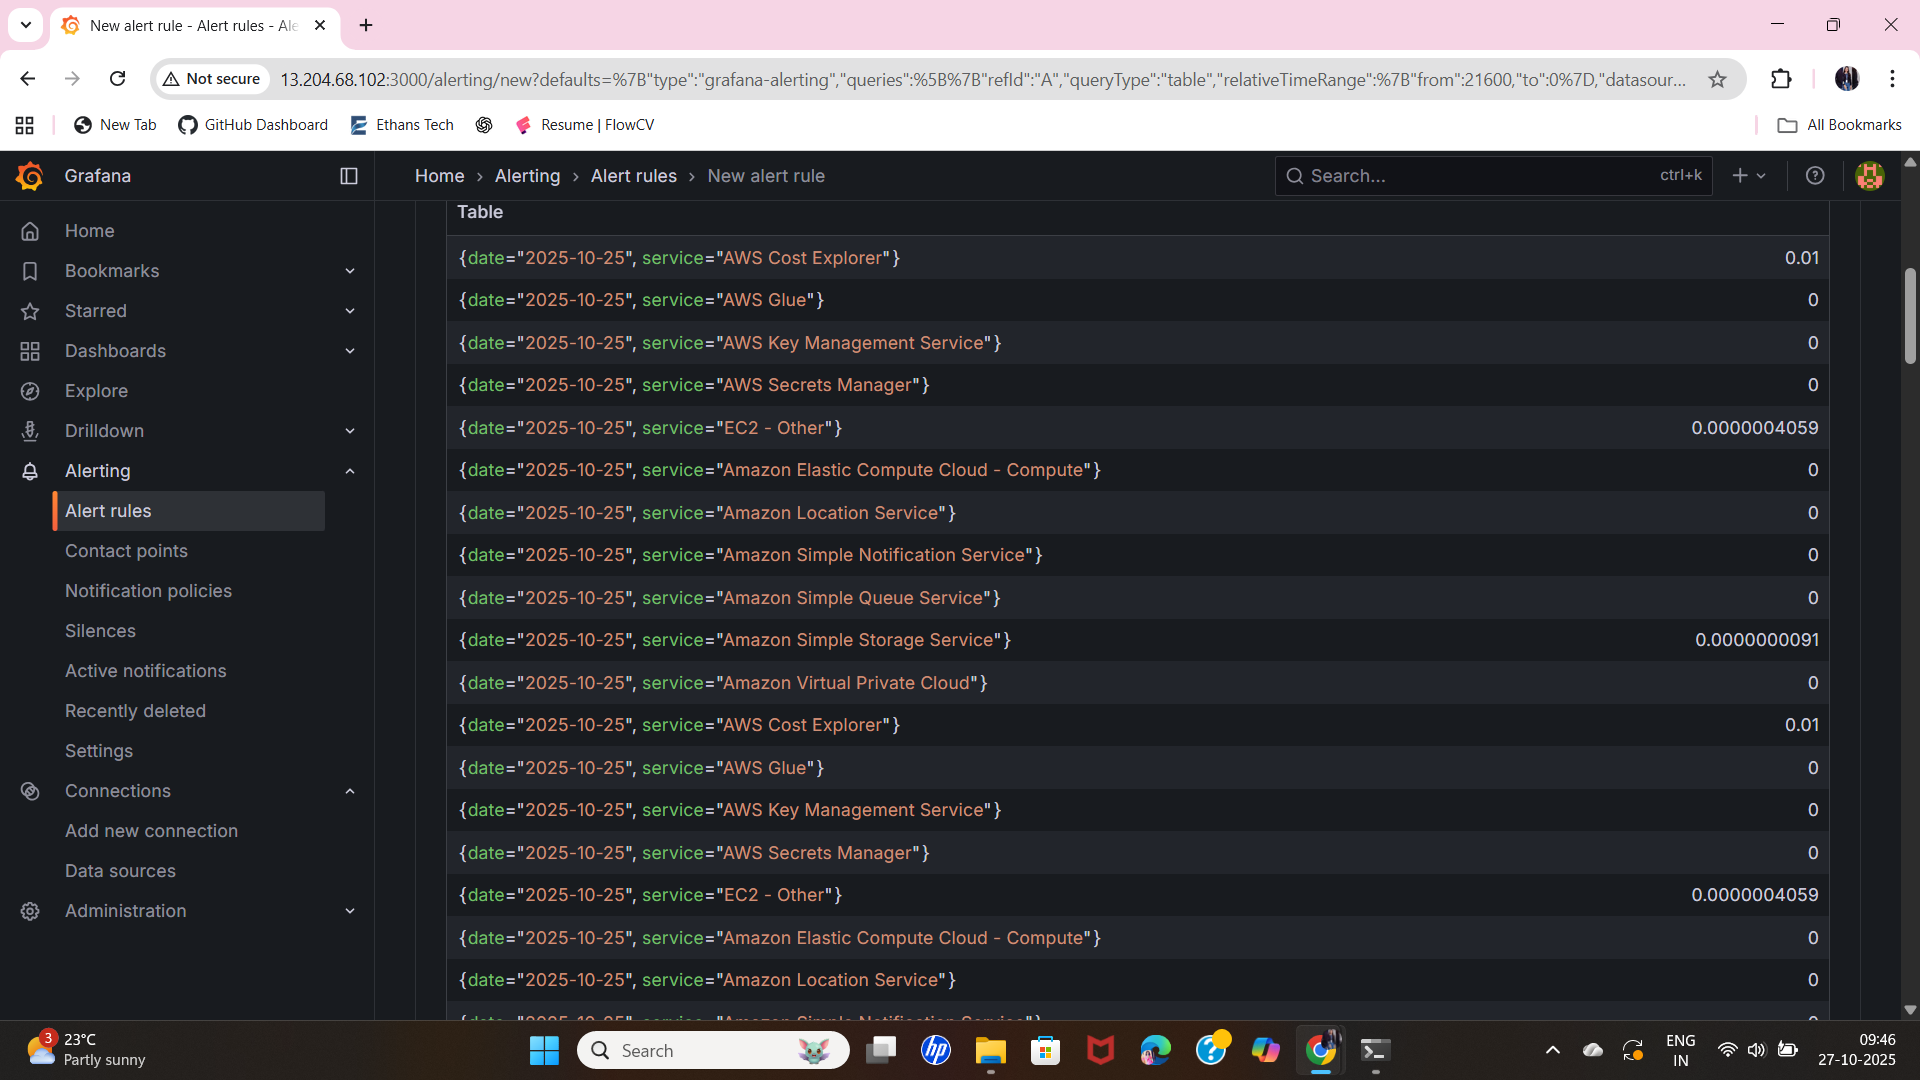 New alert rule - Alert rules - Ale
Not secure
13.204.68.102:3000/alerting/new?defaults=%7B"type":"grafana-alerting","queries":%5B%7B"refId":"A","queryType":"table","relativeTimeRange":%7B"from":21600,"to":0%7D,"datasour...
New Tab
GitHub Dashboard
Ethans Tech
Resume | FlowCV
All Bookmarks
Grafana
Home › Alerting › Alert rules › New alert rule
Search...
ctrl+k
Home
Bookmarks
Starred
Dashboards
Explore
Drilldown
Alerting
Alert rules
Contact points
Notification policies
Silences
Active notifications
Recently deleted
Settings
Connections
Add new connection
Data sources
Administration
Table
{date="2025-10-25", service="AWS Cost Explorer"} 0.01
{date="2025-10-25", service="AWS Glue"} 0
{date="2025-10-25", service="AWS Key Management Service"} 0
{date="2025-10-25", service="AWS Secrets Manager"} 0
{date="2025-10-25", service="EC2 - Other"} 0.0000004059
{date="2025-10-25", service="Amazon Elastic Compute Cloud - Compute"} 0
{date="2025-10-25", service="Amazon Location Service"} 0
{date="2025-10-25", service="Amazon Simple Notification Service"} 0
{date="2025-10-25", service="Amazon Simple Queue Service"} 0
{date="2025-10-25", service="Amazon Simple Storage Service"} 0.0000000091
{date="2025-10-25", service="Amazon Virtual Private Cloud"} 0
{date="2025-10-25", service="AWS Cost Explorer"} 0.01
{date="2025-10-25", service="AWS Glue"} 0
{date="2025-10-25", service="AWS Key Management Service"} 0
{date="2025-10-25", service="AWS Secrets Manager"} 0
{date="2025-10-25", service="EC2 - Other"} 0.0000004059
{date="2025-10-25", service="Amazon Elastic Compute Cloud - Compute"} 0
{date="2025-10-25", service="Amazon Location Service"} 0
3
23°C
Partly sunny
Search
hp
ENG
IN
09:46
27-10-2025